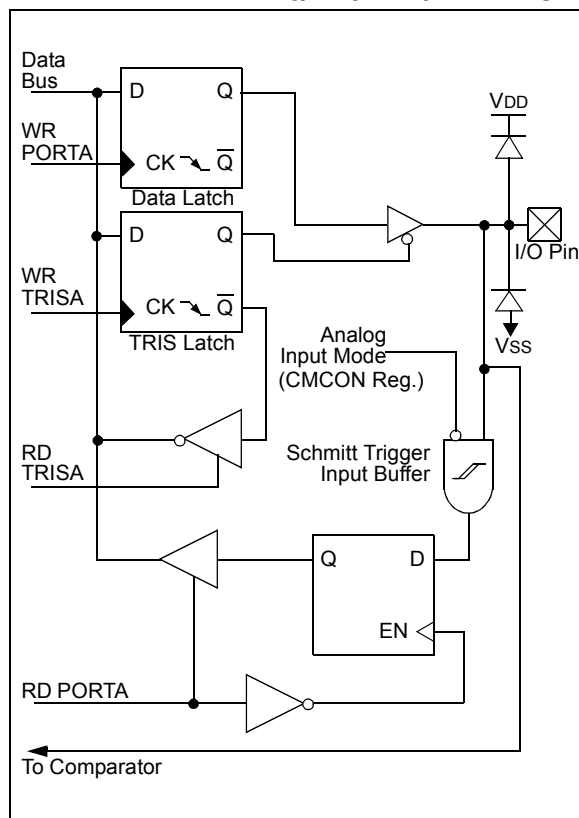 Data
Bus
D Q
VDD
WR
PORTA
CK Q
Data Latch
D Q
I/O Pin
WR
TRISA
CK Q
TRIS Latch
VSS
Analog
Input Mode
(CMCON Reg.)
RD
TRISA
Schmitt Trigger
Input Buffer
Q D
EN
RD PORTA
To Comparator